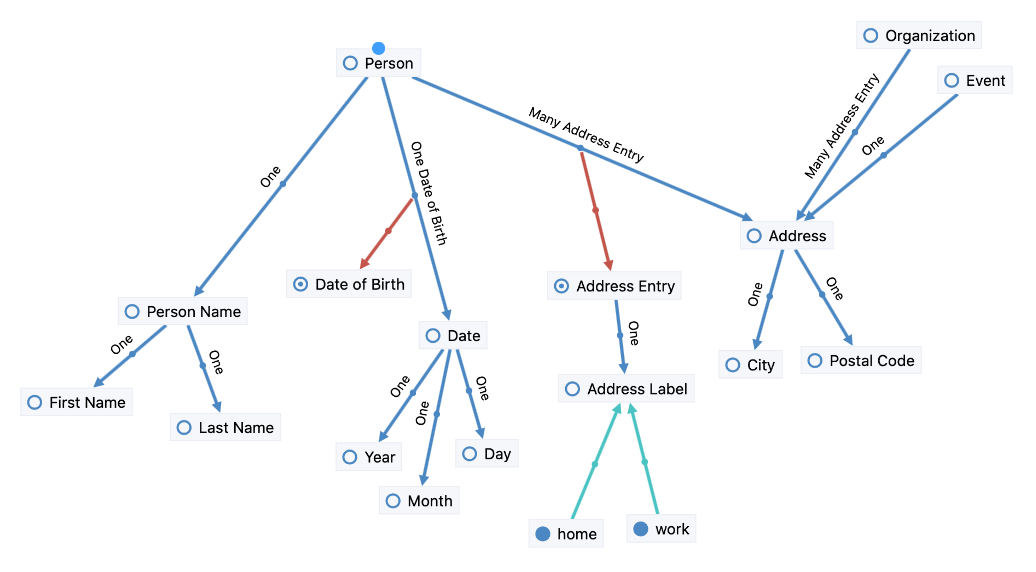 Organization
Person
Event
Many Address Entry
Many Address Entry
One
One
One Date of Birth
Address
Date of Birth
Address Entry
One
One
Person Name
Date
One
One
One
City
Postal Code
One
One
One
Address Label
First Name
Last Name
Year
Day
Month
home
work